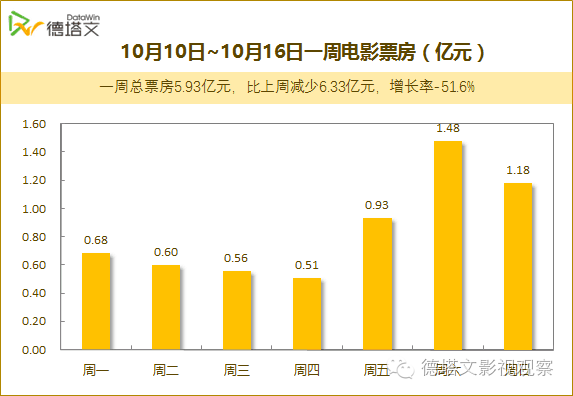 DataWin
德塔文
10月10日~10月16日一周电影票房（亿元）
一周总票房5.93亿元，比上周减少6.33亿元，增长率-51.6%
1.60
1.40
1.20
1.00
0.80
0.60
0.40
0.20
0.00
0.68
0.60
0.56
0.51
0.93
1.48
1.18
周一
周二
周三
周四
周五
周六
周日
德塔文影视观察